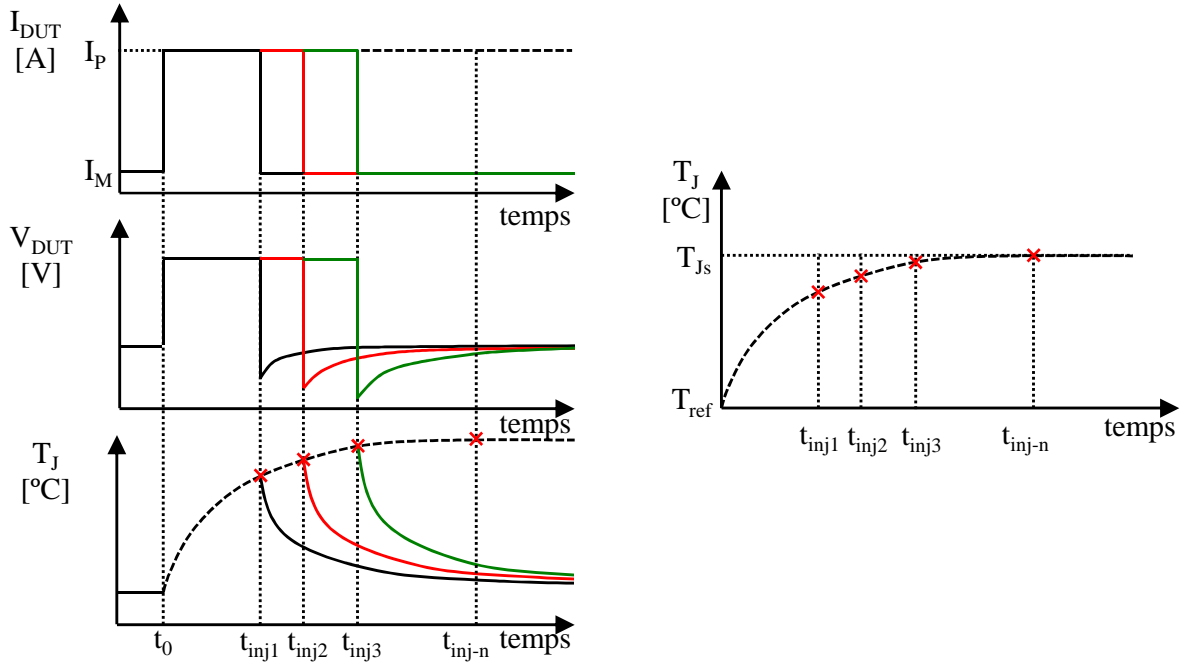 I_DUT
[A]
I_P
I_M
temps
V_DUT
[V]
temps
T_J
[ºC]
t_0
t_inj1
t_inj2
t_inj3
t_inj-n
temps
T_J
[ºC]
T_Js
T_ref
t_inj1
t_inj2
t_inj3
t_inj-n
temps